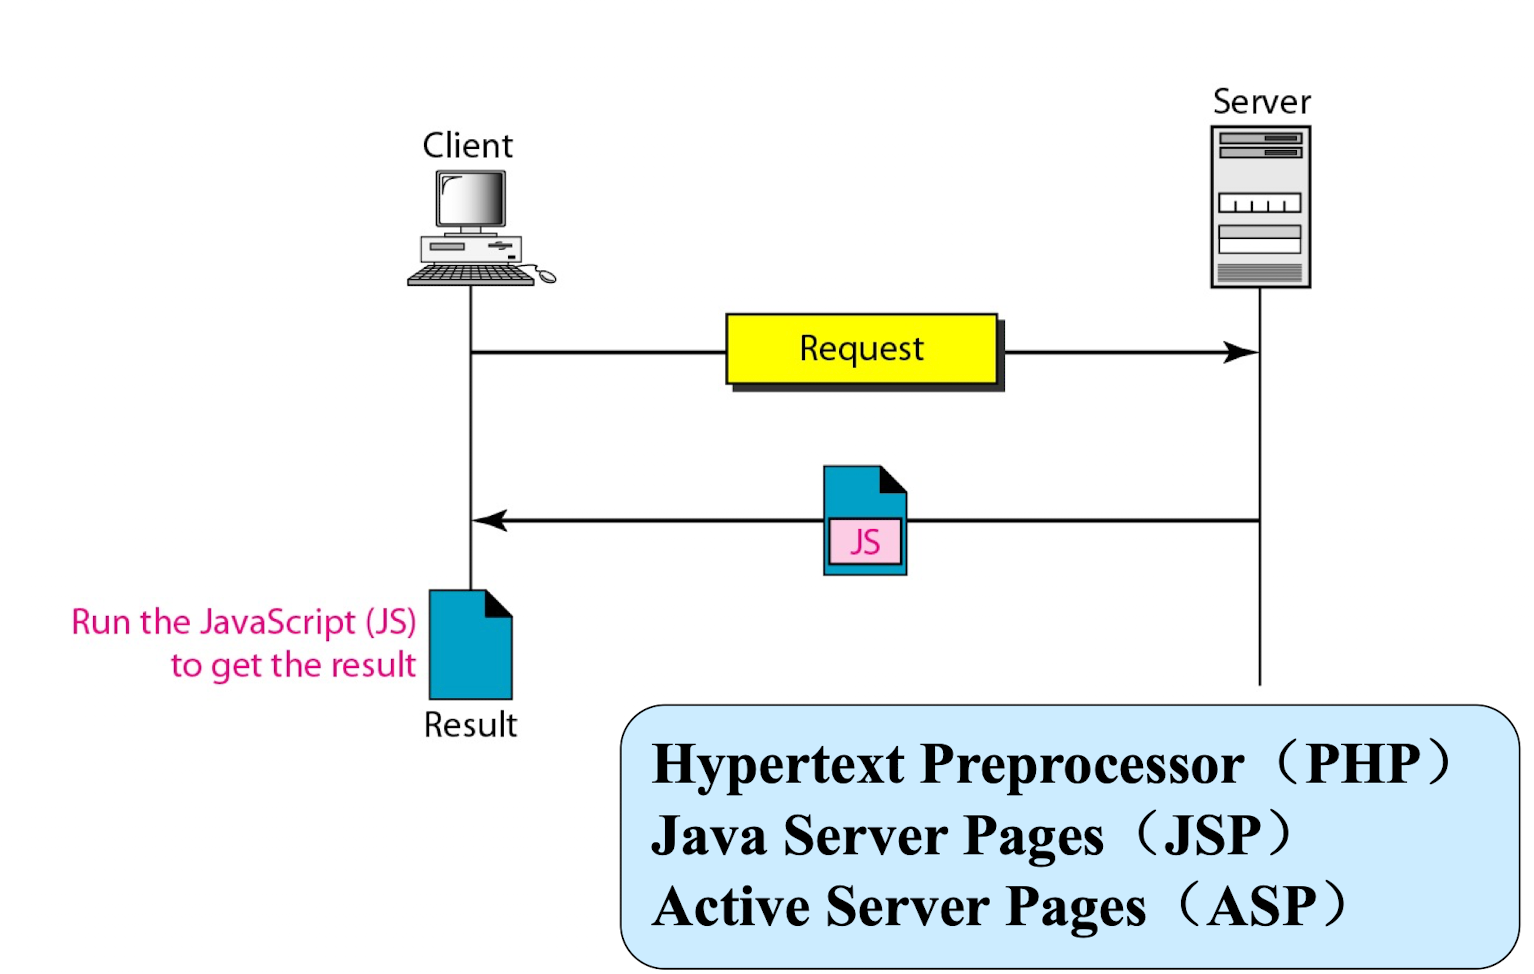 Server
Client
Request
JS
Run the JavaScript (JS)
to get the result
Result
Hypertext Preprocessor（PHP）
Java Server Pages（JSP）
Active Server Pages（ASP）